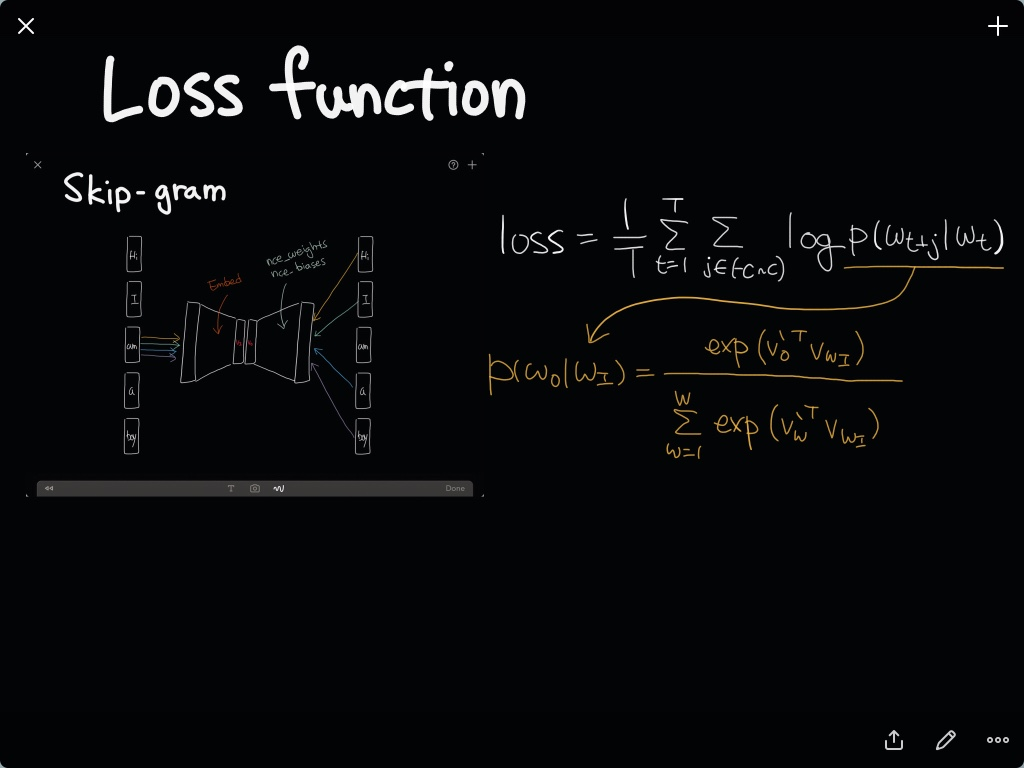 Loss function
Skip-gram
Hi
I
am
a
boy
Embed
nce_weights
nce_biases
Hi
I
am
a
boy
T
Done
loss = 1/T Σ_{t=1}^{T} Σ_{j∈(-c~c)} log p(w_{t+j}|w_t)
p(w_o|w_I) = exp(v'_o^T v_{w_I}) / Σ_{w=1}^{W} exp(v'_w^T v_{w_I})